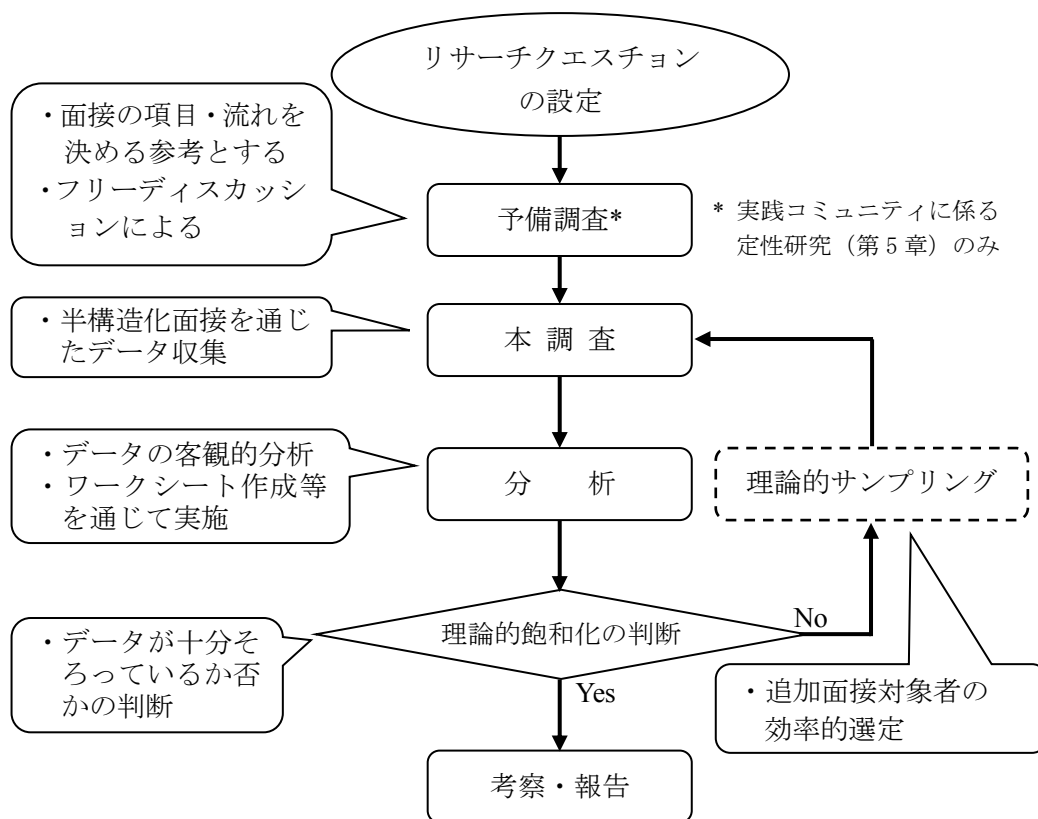 リサーチクエスチョン
の設定
・面接の項目・流れを
決める参考とする
・フリーディスカッシ
ョンによる
予備調査*
* 実践コミュニティに係る
定性研究（第5章）のみ
・半構造化面接を通じ
たデータ収集
本 調 査
・データの客観的分析
・ワークシート作成等
を通じて実施
分　析
理論的サンプリング
・データが十分そ
ろっているか否
かの判断
理論的飽和化の判断
No
Yes
・追加面接対象者の
効率的選定
考察・報告